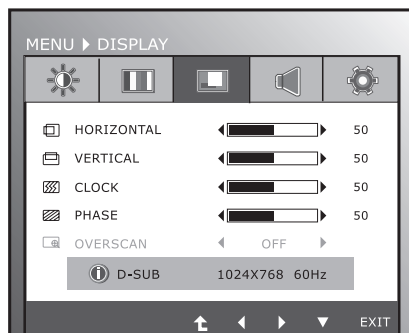 MENU DISPLAY
HORIZONTAL 50
VERTICAL 50
CLOCK 50
PHASE 50
OVERSCAN OFF
D-SUB 1024X768 60Hz
EXIT